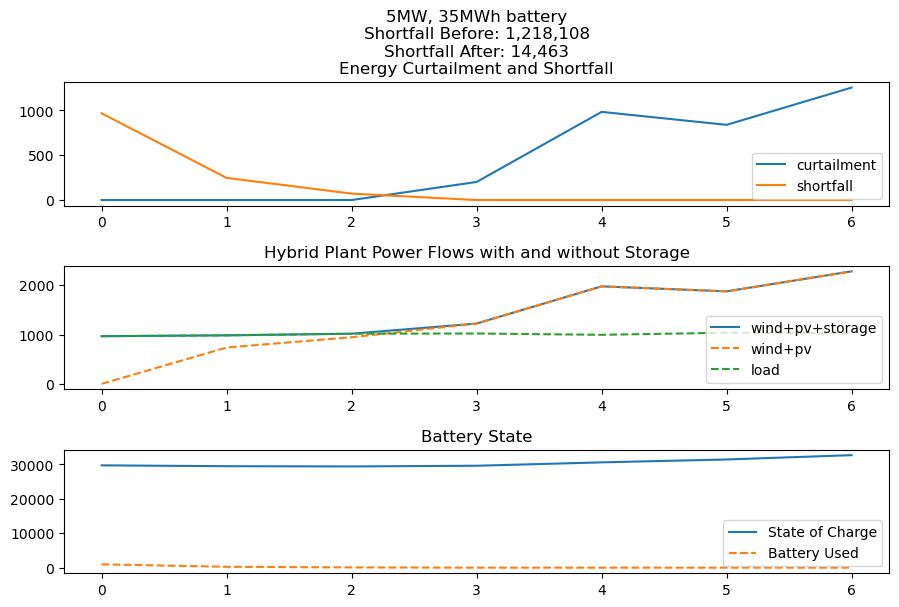 5MW, 35MWh battery
Shortfall Before: 1,218,108
Shortfall After: 14,463
Energy Curtailment and Shortfall
1000
500
0
curtailment
shortfall
0 1 2 3 4 5 6
Hybrid Plant Power Flows with and without Storage
2000
1000
0
wind+pv+storage
wind+pv
load
0 1 2 3 4 5 6
Battery State
30000
20000
10000
0
State of Charge
Battery Used
0 1 2 3 4 5 6